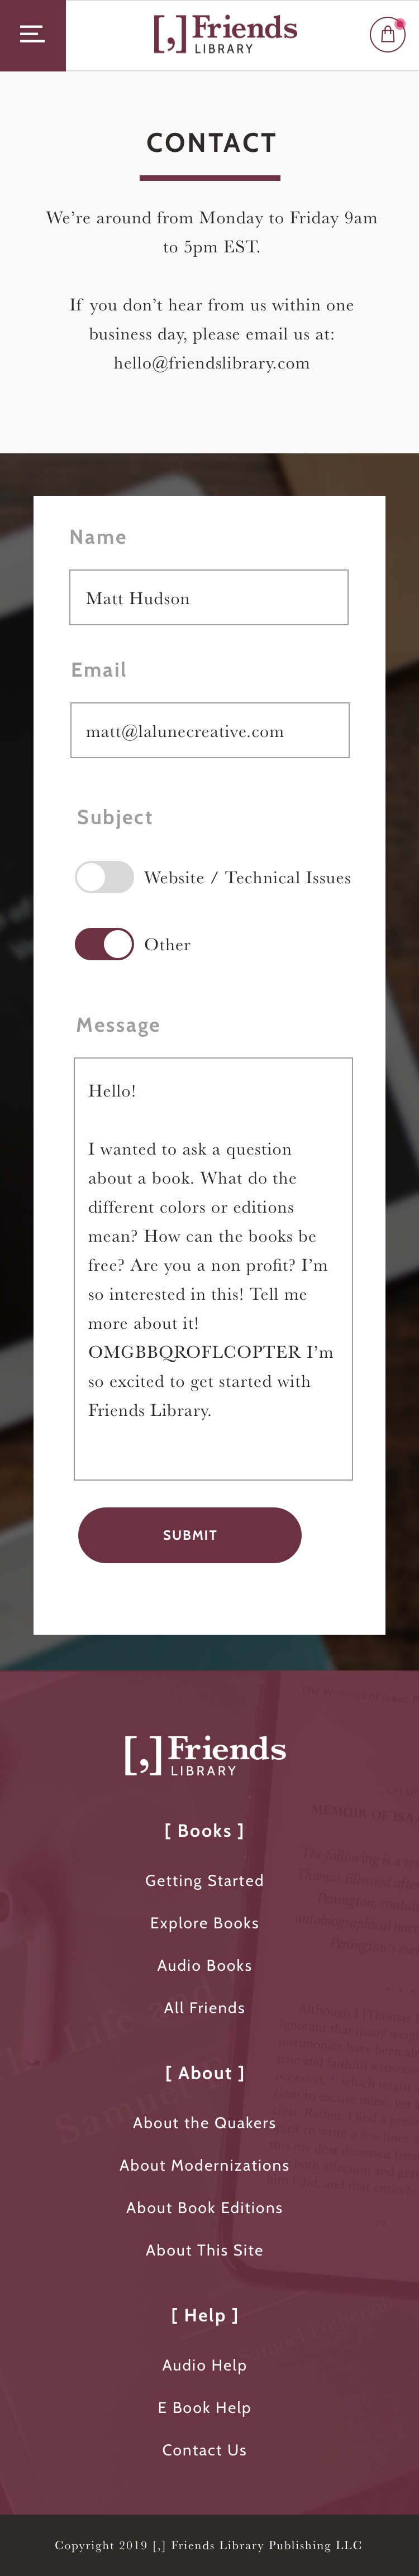 [,] Friends
LIBRARY
CONTACT
We’re around from Monday to Friday 9am
to 5pm EST.
If you don’t hear from us within one
business day, please email us at:
hello@friendslibrary.com
Name
Matt Hudson
Email
matt@lalunecreative.com
Subject
Website / Technical Issues
Other
Message
Hello!
I wanted to ask a question
about a book. What do the
different colors or editions
mean? How can the books be
free? Are you a non profit? I’m
so interested in this! Tell me
more about it!
OMGBBQROFLCOPTER I’m
so excited to get started with
Friends Library.
SUBMIT
[,] Friends
LIBRARY
[ Books ]
Getting Started
Explore Books
Audio Books
All Friends
[ About ]
About the Quakers
About Modernizations
About Book Editions
About This Site
[ Help ]
Audio Help
E Book Help
Contact Us
Copyright 2019 [,] Friends Library Publishing LLC